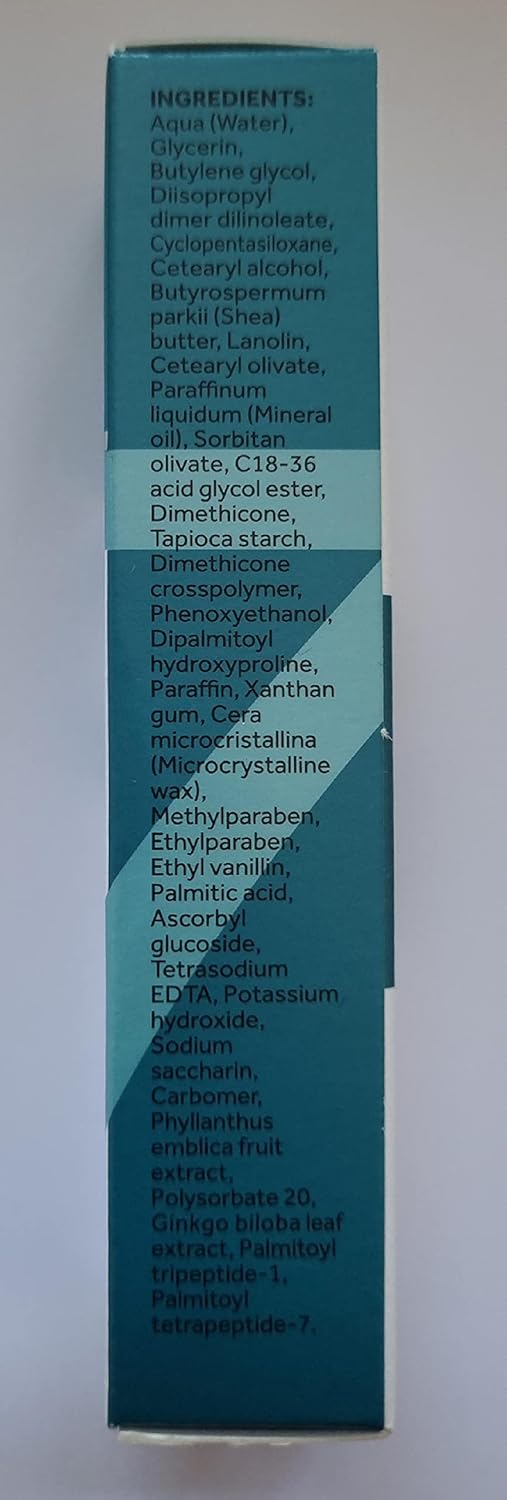 INGREDIENTS:
Aqua (Water),
Glycerin,
Butylene glycol,
Diisopropyl
dimer dilinoleate,
Cyclopentasiloxane,
Cetearyl alcohol,
Butyrospermum
parkii (Shea)
butter, Lanolin,
Cetearyl olivate,
Paraffinum
liquidum (Mineral
oil), Sorbitan
olivate, C18-36
acid glycol ester,
Dimethicone,
Tapioca starch,
Dimethicone
crosspolymer,
Phenoxyethanol,
Dipalmitoyl
hydroxyproline,
Paraffin, Xanthan
gum, Cera
microcristallina
(Microcrystalline
wax),
Methylparaben,
Ethylparaben,
Ethyl vanillin,
Palmitic acid,
Ascorbyl
glucoside,
Tetrasodium
EDTA, Potassium
hydroxide,
Sodium
saccharin,
Carbomer,
Phyllanthus
emblica fruit
extract,
Polysorbate 20,
Ginkgo biloba leaf
extract, Palmitoyl
tripeptide-1,
Palmitoyl
tetrapeptide-7.